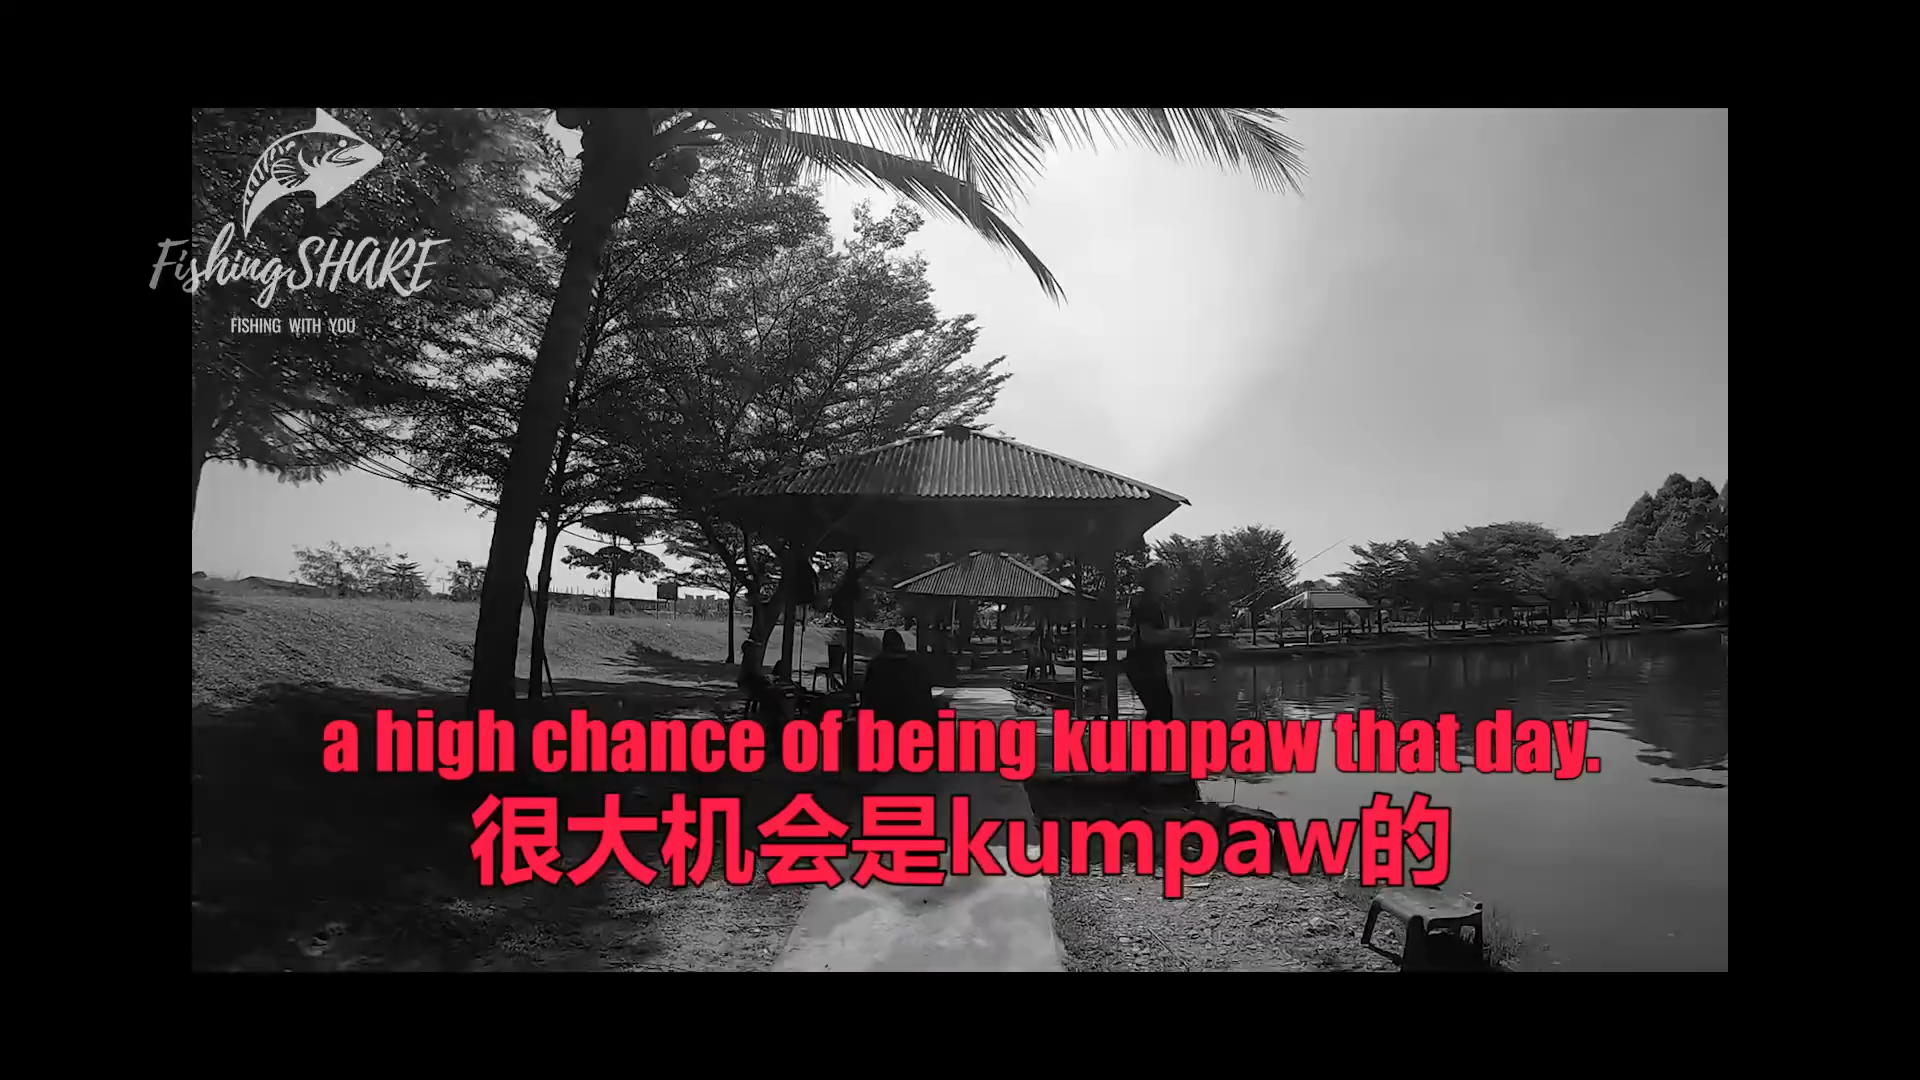 FishingSHARE
FISHING WITH YOU
a high chance of being kumpaw that day.
很大机会是kumpaw的